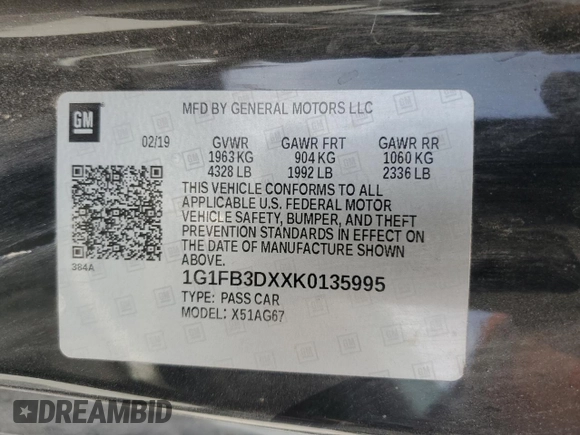 MFD BY GENERAL MOTORS LLC
GM
02/19 GVWR GAWR FRT GAWR RR
1963 KG 904 KG 1060 KG
4328 LB 1992 LB 2336 LB
THIS VEHICLE CONFORMS TO ALL
APPLICABLE U.S. FEDERAL MOTOR
VEHICLE SAFETY, BUMPER, AND THEFT
PREVENTION STANDARDS IN EFFECT ON
THE DATE OF MANUFACTURE SHOWN
ABOVE.
384A
1G1FB3DXXK0135995
TYPE: PASS CAR
MODEL: X51AG67
DREAMBID